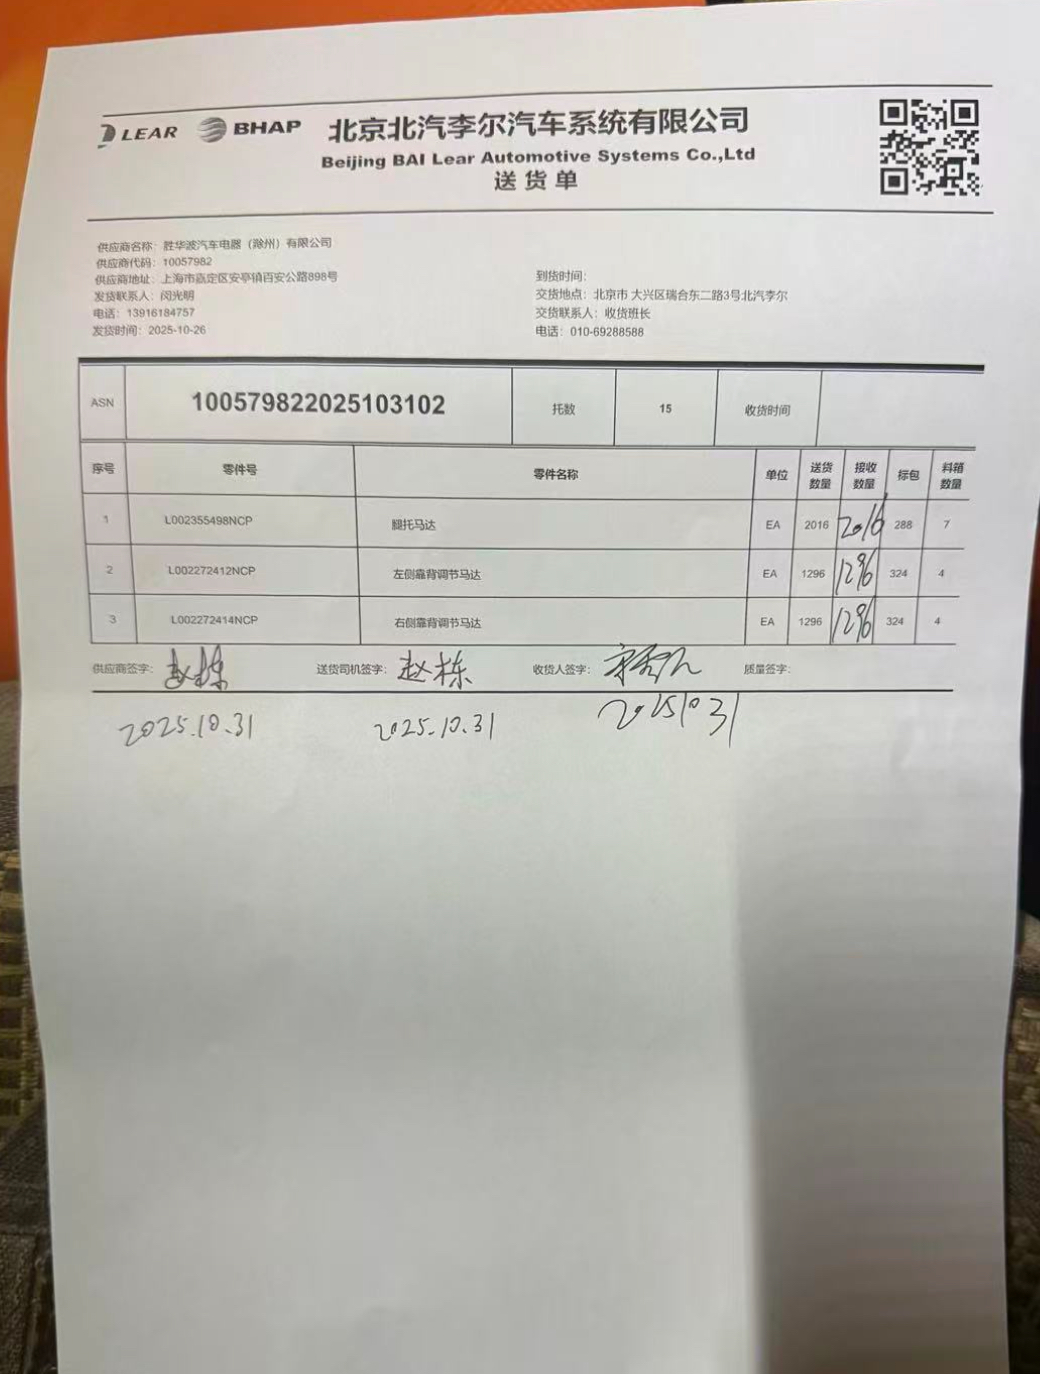 LEAR BHAP 北京北汽李尔汽车系统有限公司
Beijing BAI Lear Automotive Systems Co.,Ltd
送货单
供应商名称: 胜华波汽车电器（滁州）有限公司
供应商代码: 10057982
供应商地址: 上海市嘉定区安亭镇百安公路898号
发货联系人: 闵光明
电话: 13916184757
发货时间: 2025-10-26
到货时间:
交货地点: 北京市 大兴区瑞合东二路3号北汽李尔
交货联系人: 收货班长
电话: 010-69288588
ASN 100579822025103102 托数 15 收货时间
序号 零件号 零件名称 单位 送货数量 接收数量 标包 料箱数量
1 L002355498NCP 腿托马达 EA 2016 2016 288 7
2 L002272412NCP 左侧靠背调节马达 EA 1296 1296 324 4
3 L002272414NCP 右侧靠背调节马达 EA 1296 1296 324 4
供应商签字: 赵栋 送货司机签字: 赵栋 收货人签字: 质量签字:
2025.10.31 2025.10.31 20251031